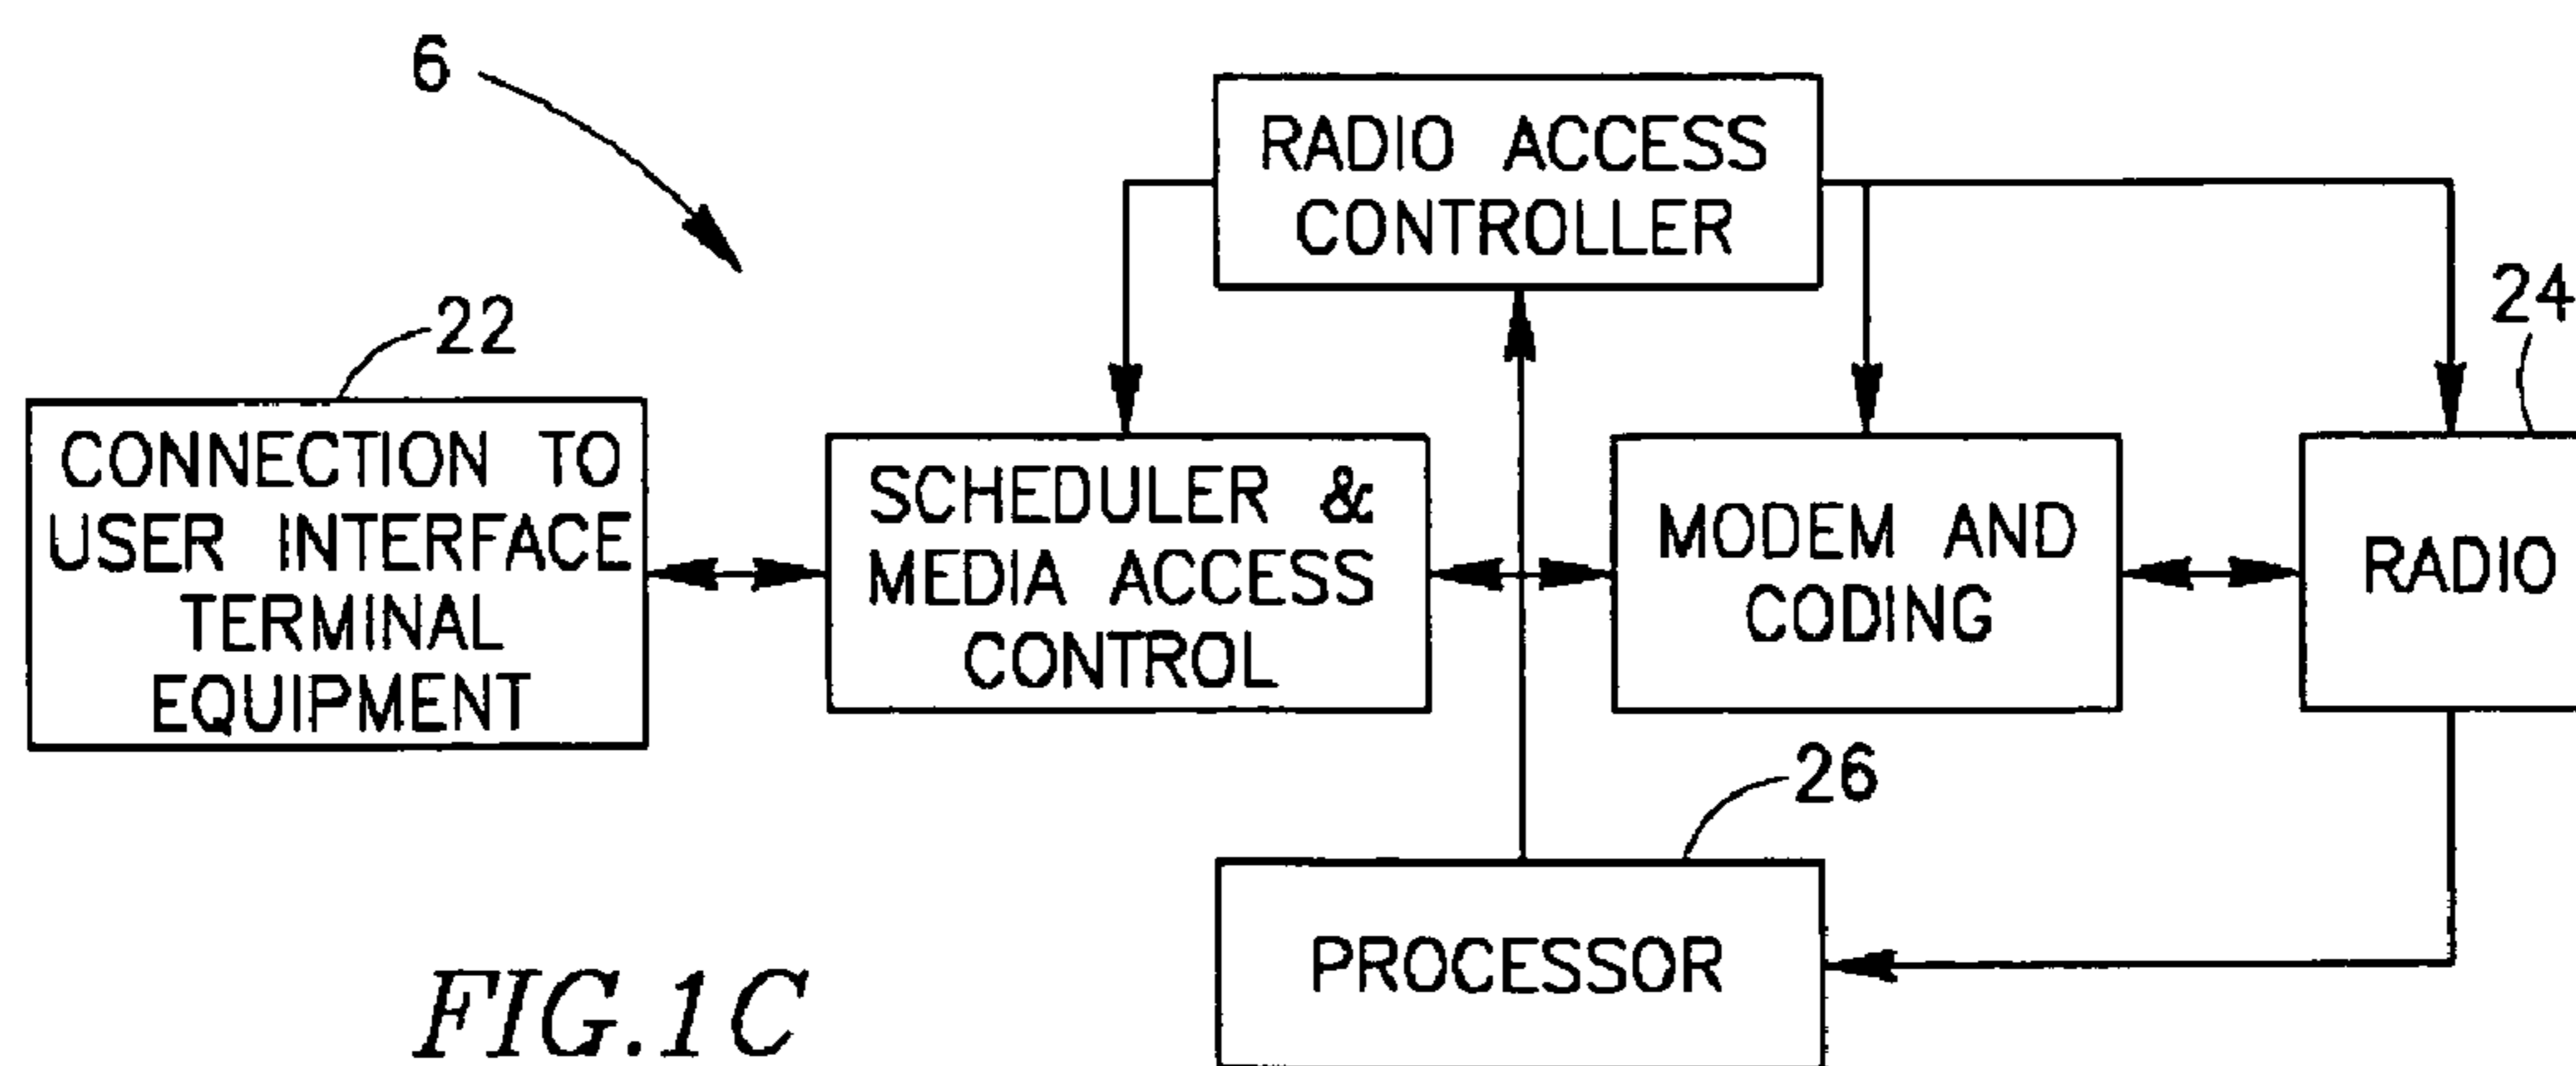 6
RADIO ACCESS
CONTROLLER
22
24
CONNECTION TO
USER INTERFACE
TERMINAL
EQUIPMENT
SCHEDULER &
MEDIA ACCESS
CONTROL
MODEM AND
CODING
RADIO
26
PROCESSOR
FIG.1C